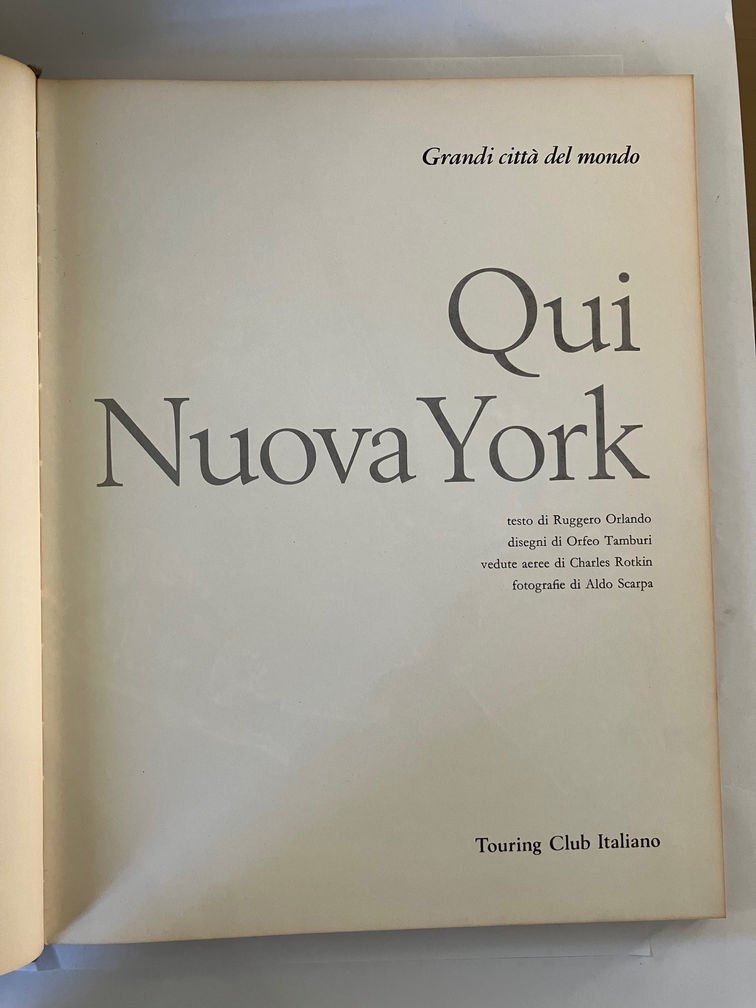 Grandi città del mondo
Qui
Nuova York
testo di Ruggero Orlando
disegni di Orfeo Tamburi
vedute aeree di Charles Rotkin
fotografie di Aldo Scarpa
Touring Club Italiano